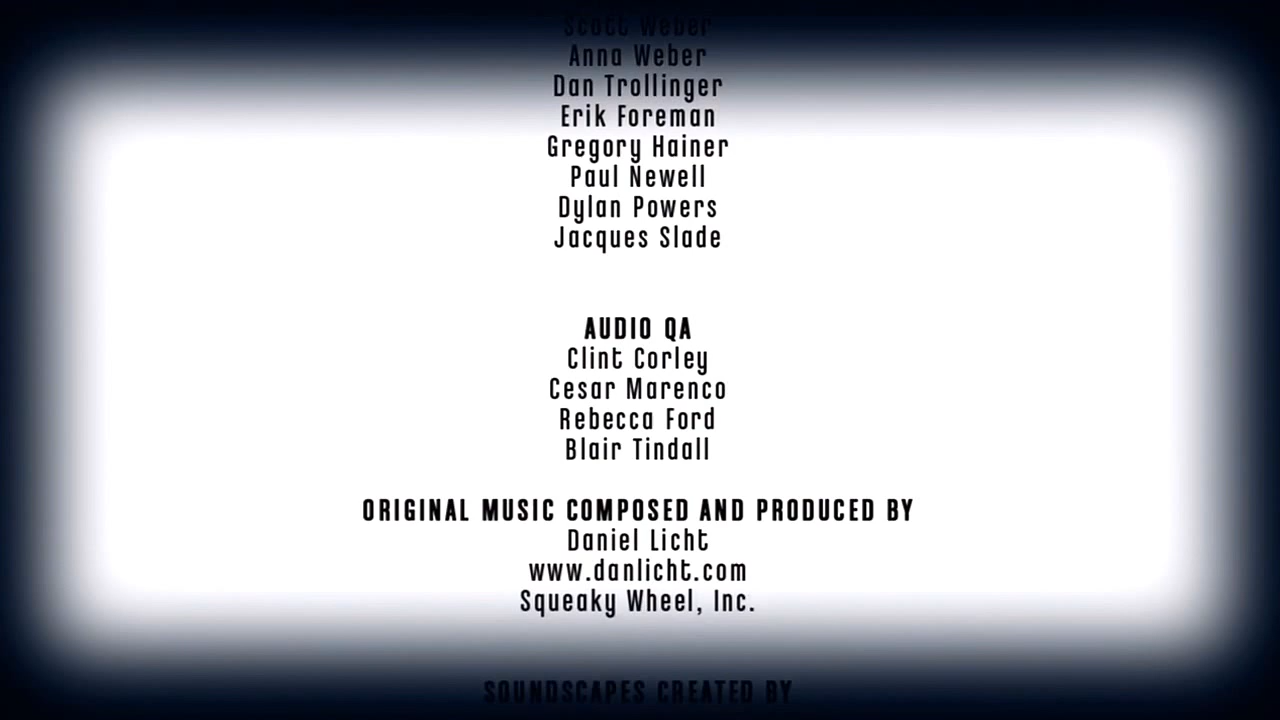 Scott Weber
Anna Weber
Dan Trollinger
Erik Foreman
Gregory Hainer
Paul Newell
Dylan Powers
Jacques Slade
AUDIO QA
Clint Corley
Cesar Marenco
Rebecca Ford
Blair Tindall
ORIGINAL MUSIC COMPOSED AND PRODUCED BY
Daniel Licht
www.danlicht.com
Squeaky Wheel, Inc.
SOUNDSCAPES CREATED BY